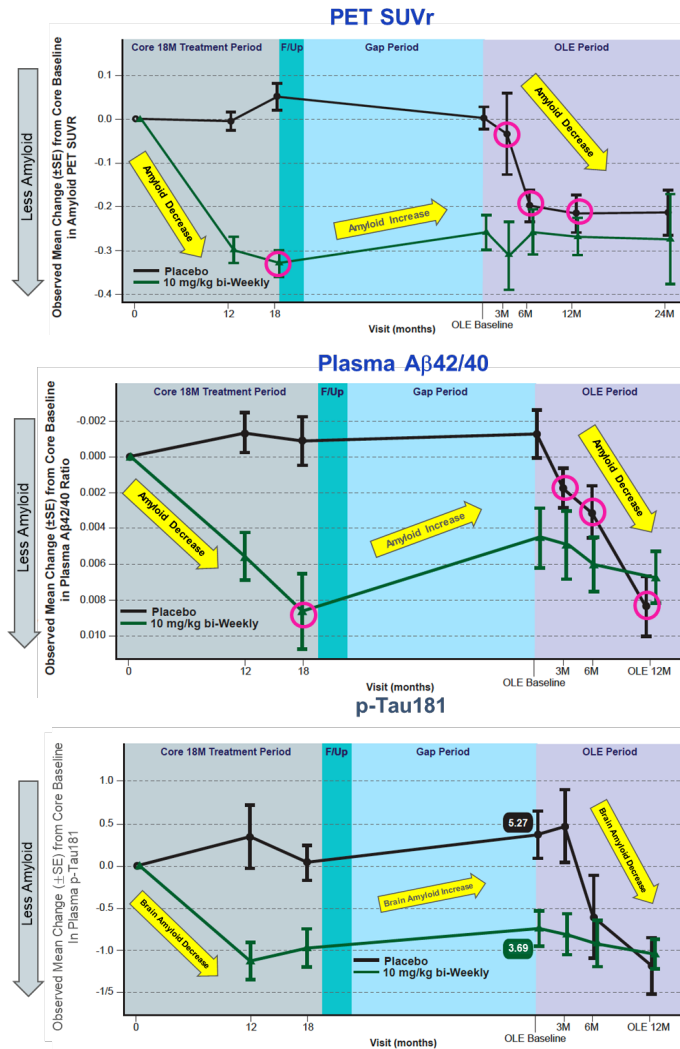 PET SUVr
Core 18M Treatment Period
F/Up
Gap Period
OLE Period
Less Amyloid
Observed Mean Change (±SE) from Core Baseline
in Amyloid PET SUVR
0.1
0.0
-0.1
-0.2
-0.3
-0.4
Amyloid Decrease
Amyloid Increase
Amyloid Decrease
Placebo
10 mg/kg bi-Weekly
0
12
18
3M
6M
12M
24M
Visit (months)
OLE Baseline
Plasma Aβ42/40
Core 18M Treatment Period
F/Up
Gap Period
OLE Period
Less Amyloid
Observed Mean Change (±SE) from Core Baseline
in Plasma Aβ42/40 Ratio
-0.002
0.000
0.002
0.004
0.006
0.008
0.010
Amyloid Decrease
Amyloid Increase
Amyloid Decrease
Placebo
10 mg/kg bi-Weekly
0
12
18
3M
6M
OLE 12M
Visit (months)
OLE Baseline
p-Tau181
Core 18M Treatment Period
F/Up
Gap Period
OLE Period
Less Amyloid
Observed Mean Change (±SE) from Core Baseline
In Plasma p-Tau181
1.0
0.5
0.0
-0.5
-1.0
-1/5
5.27
3.69
Brain Amyloid Decrease
Brain Amyloid Increase
Brain Amyloid Decrease
Placebo
10 mg/kg bi-Weekly
0
12
18
3M
6M
OLE 12M
Visit (months)
OLE Baseline